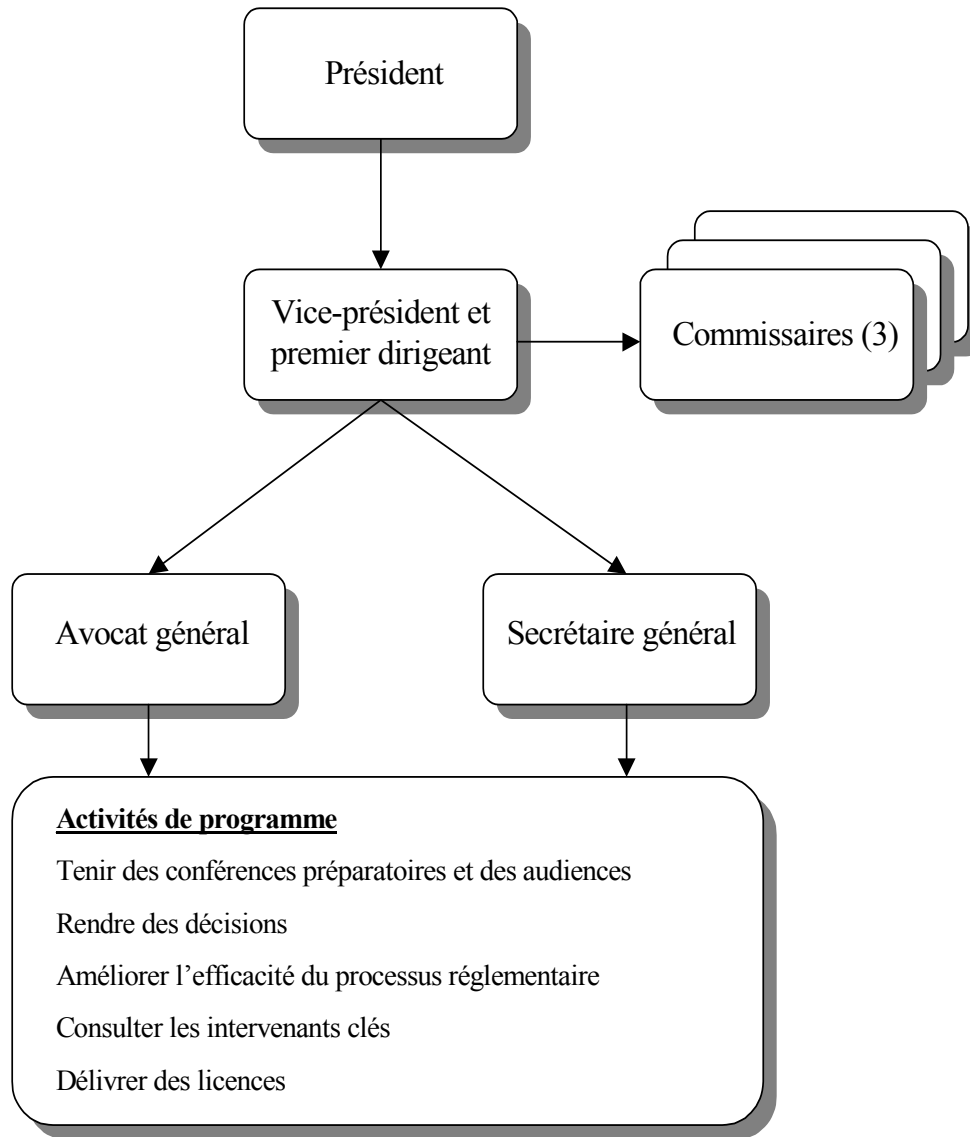 Président
Vice-président et
premier dirigeant
Commissaires (3)
Avocat général
Secrétaire général
Activités de programme
Tenir des conférences préparatoires et des audiences
Rendre des décisions
Améliorer l’efficacité du processus réglementaire
Consulter les intervenants clés
Délivrer des licences